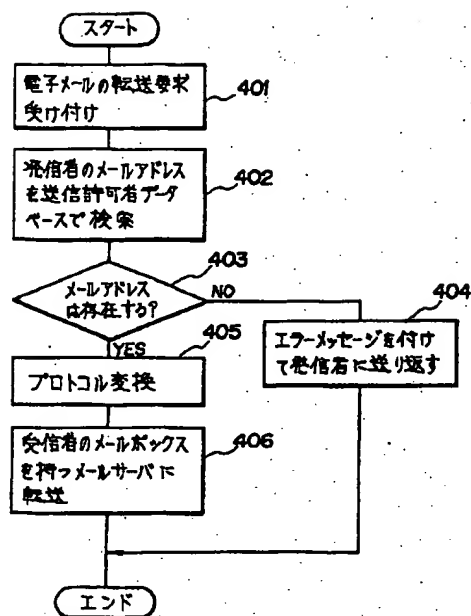 スタート
電子メールの転送要求
受け付け
401
発信者のメールアドレス
を送信許可者データ
ベースで検索
402
メールアドレス
は存在する?
403
NO
YES
404
エラーメッセージを付け
て発信者に送り返す
405
プロトコル変換
受信者のメールボックス
を持つメールサーバに
転送
406
エンド